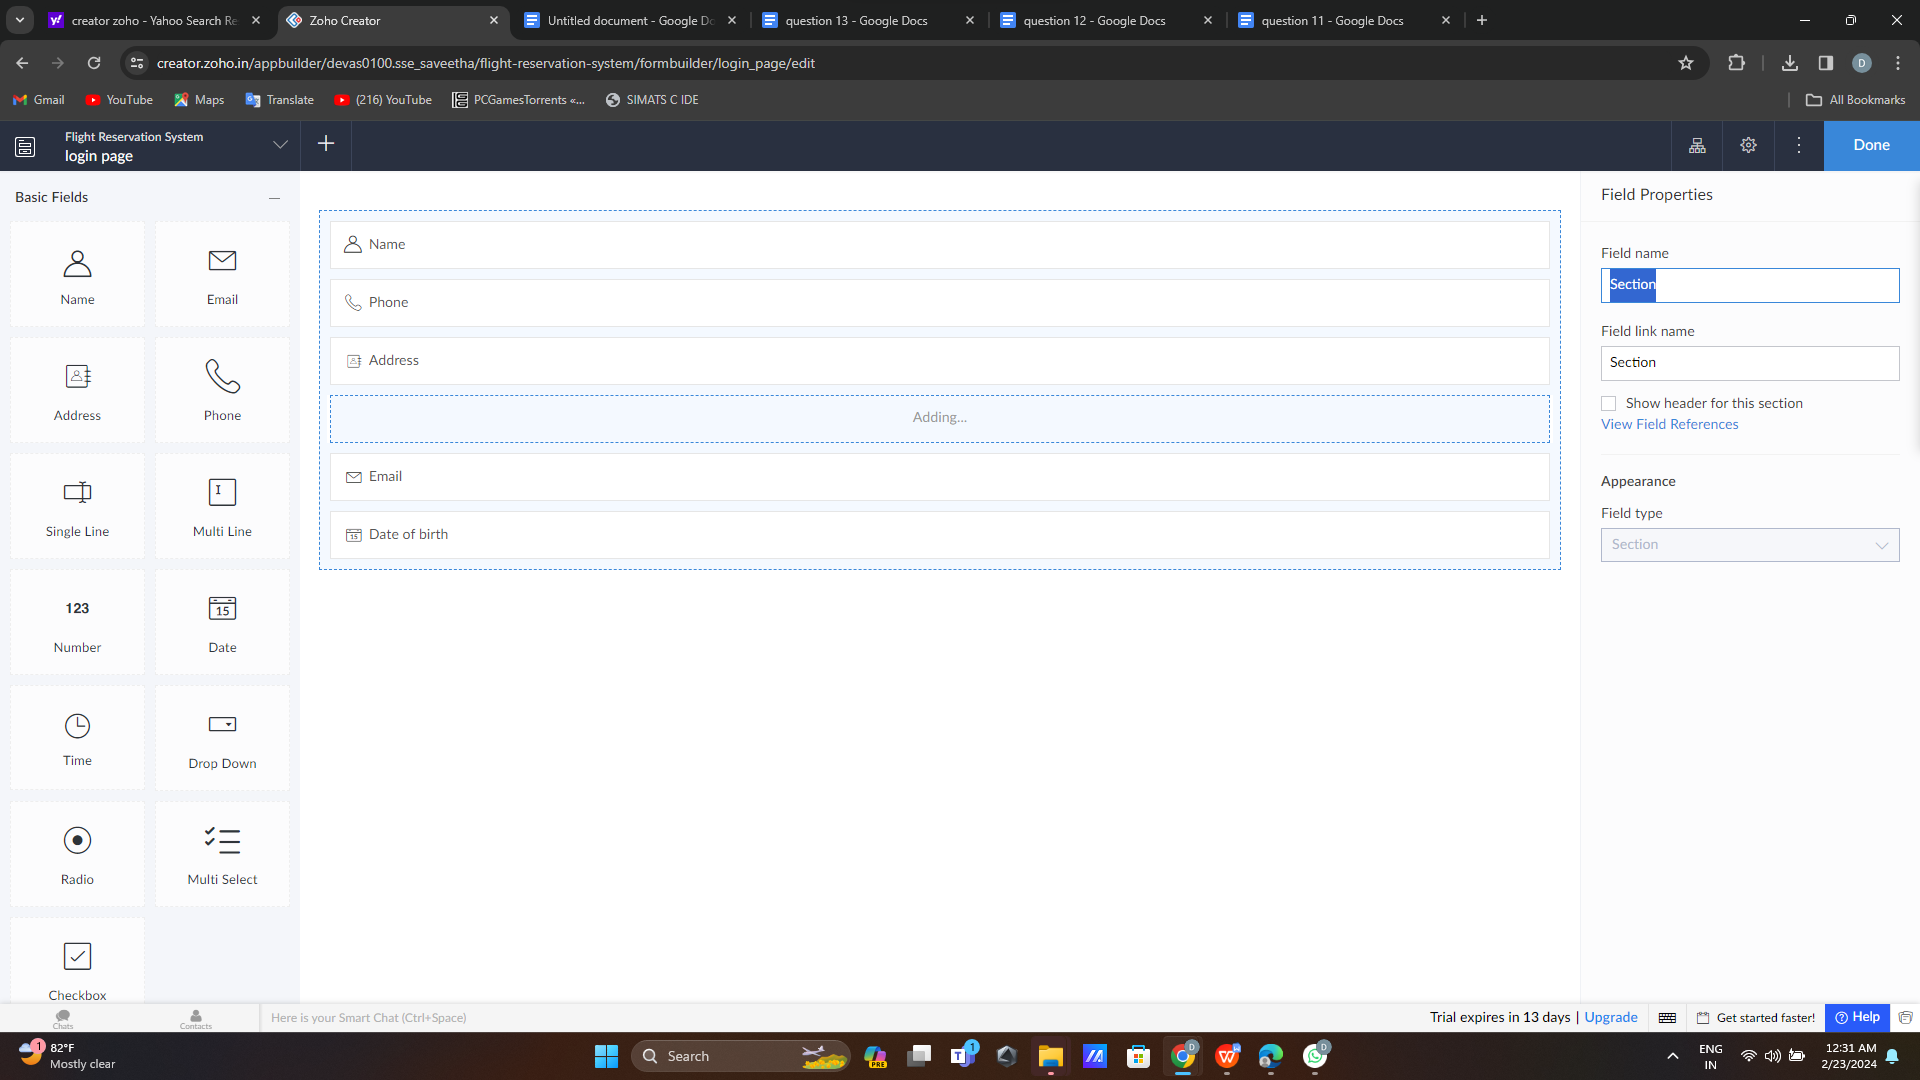 creator zoho - Yahoo Search Re
Zoho Creator
Untitled document - Google Do
question 13 - Google Docs
question 12 - Google Docs
question 11 - Google Docs
creator.zoho.in/appbuilder/devas0100.sse_saveetha/flight-reservation-system/formbuilder/login_page/edit
D
Gmail
YouTube
Maps
Translate
(216) YouTube
PCGamesTorrents «...
SIMATS C IDE
All Bookmarks
Flight Reservation System
login page
Done
Basic Fields
Name
Email
Address
Phone
Single Line
Multi Line
123
Number
15
Date
Time
Drop Down
Radio
Multi Select
Checkbox
Name
Phone
Address
Adding...
Email
Date of birth
Field Properties
Field name
Section
Field link name
Section
Show header for this section
View Field References
Appearance
Field type
Section
Chats
Contacts
Here is your Smart Chat (Ctrl+Space)
Trial expires in 13 days | Upgrade
Get started faster!
Help
1
82°F
Mostly clear
Search
PRE
1
D
D
ENG
IN
12:31 AM
2/23/2024